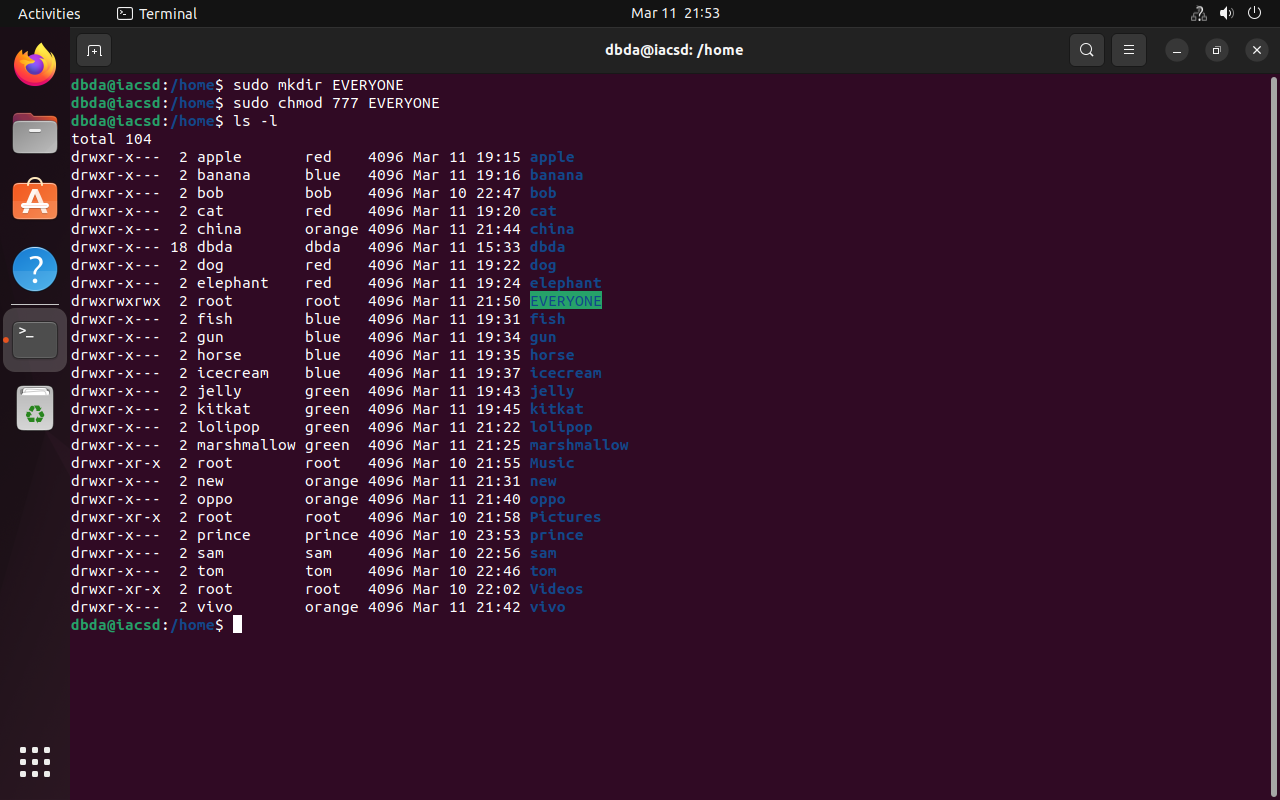 Activities Terminal Mar 11 21:53
dbda@iacsd: /home
dbda@iacsd:/home$ sudo mkdir EVERYONE
dbda@iacsd:/home$ sudo chmod 777 EVERYONE
dbda@iacsd:/home$ ls -l
total 104
drwxr-x---  2 apple       red    4096 Mar 11 19:15 apple
drwxr-x---  2 banana      blue   4096 Mar 11 19:16 banana
drwxr-x---  2 bob         bob    4096 Mar 10 22:47 bob
drwxr-x---  2 cat         red    4096 Mar 11 19:20 cat
drwxr-x---  2 china       orange 4096 Mar 11 21:44 china
drwxr-x--- 18 dbda        dbda   4096 Mar 11 15:33 dbda
drwxr-x---  2 dog         red    4096 Mar 11 19:22 dog
drwxr-x---  2 elephant    red    4096 Mar 11 19:24 elephant
drwxrwxrwx  2 root        root   4096 Mar 11 21:50 EVERYONE
drwxr-x---  2 fish        blue   4096 Mar 11 19:31 fish
drwxr-x---  2 gun         blue   4096 Mar 11 19:34 gun
drwxr-x---  2 horse       blue   4096 Mar 11 19:35 horse
drwxr-x---  2 icecream    blue   4096 Mar 11 19:37 icecream
drwxr-x---  2 jelly       green  4096 Mar 11 19:43 jelly
drwxr-x---  2 kitkat      green  4096 Mar 11 19:45 kitkat
drwxr-x---  2 lolipop     green  4096 Mar 11 21:22 lolipop
drwxr-x---  2 marshmallow green  4096 Mar 11 21:25 marshmallow
drwxr-xr-x  2 root        root   4096 Mar 10 21:55 Music
drwxr-x---  2 new         orange 4096 Mar 11 21:31 new
drwxr-x---  2 oppo        orange 4096 Mar 11 21:40 oppo
drwxr-xr-x  2 root        root   4096 Mar 10 21:58 Pictures
drwxr-x---  2 prince      prince 4096 Mar 10 23:53 prince
drwxr-x---  2 sam         sam    4096 Mar 10 22:56 sam
drwxr-x---  2 tom         tom    4096 Mar 10 22:46 tom
drwxr-xr-x  2 root        root   4096 Mar 10 22:02 Videos
drwxr-x---  2 vivo        orange 4096 Mar 11 21:42 vivo
dbda@iacsd:/home$